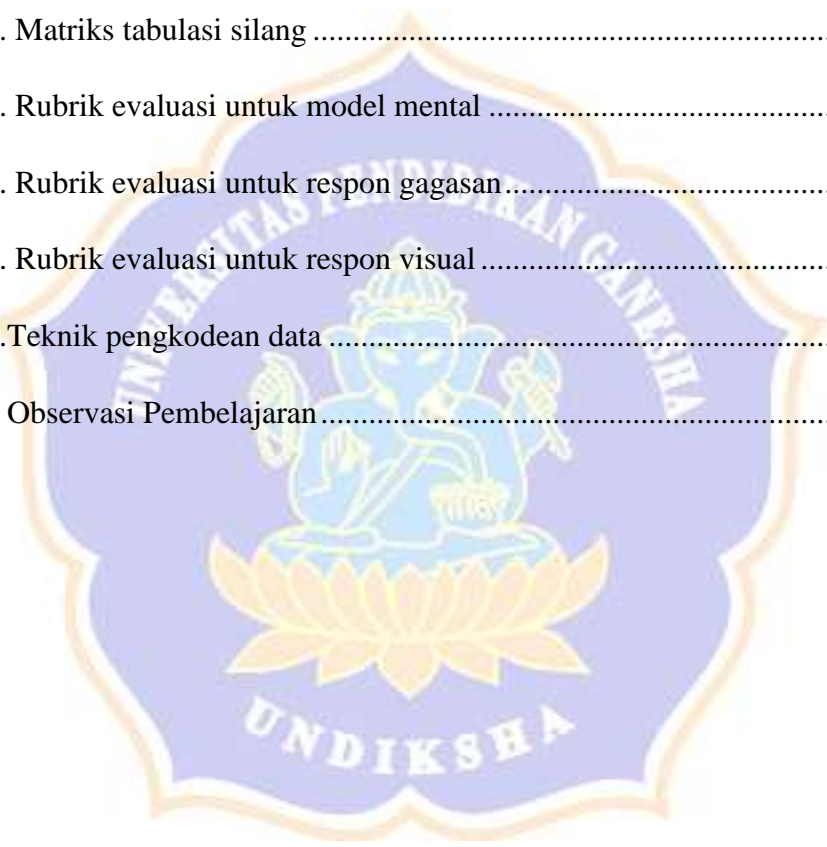 . Matriks tabulasi silang ................................................................
. Rubrik evaluasi untuk model mental ..........................................
. Rubrik evaluasi untuk respon gagasan........................................
. Rubrik evaluasi untuk respon visual ...........................................
.Teknik pengkodean data ..............................................................
Observasi Pembelajaran...............................................................
UNIVERSITAS PENDIDIKAN GANESHA
UNDIKSHA